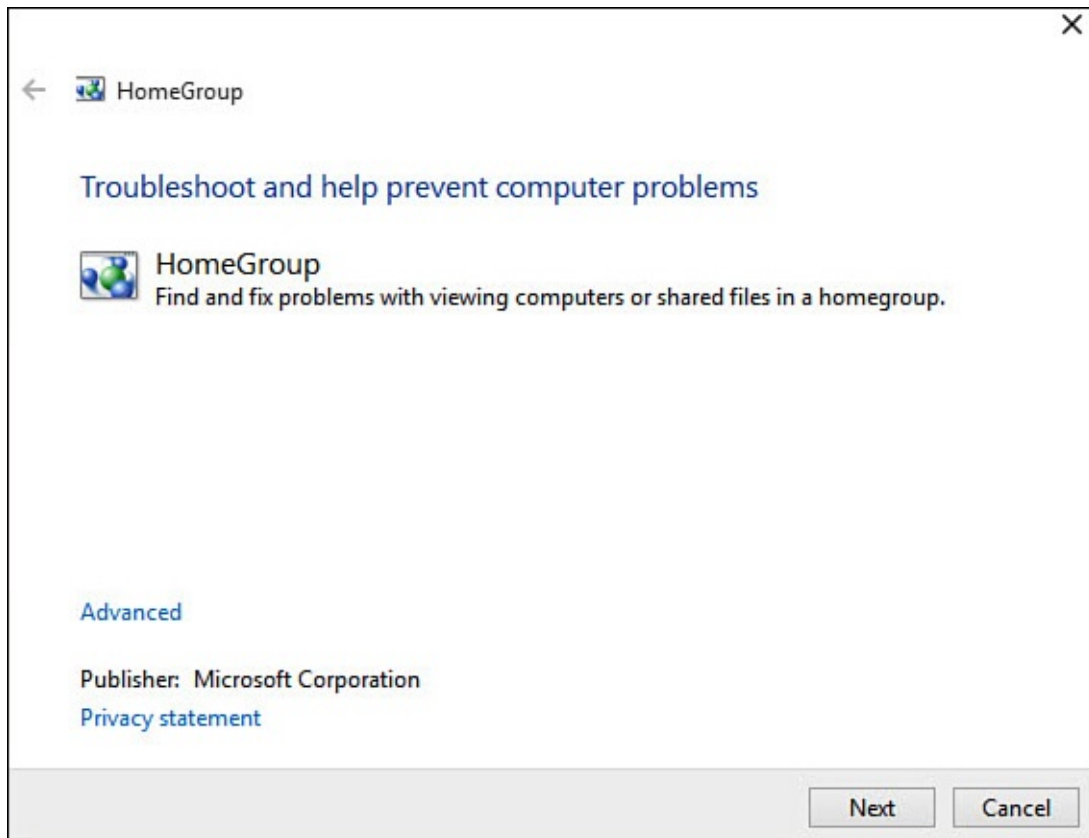 HomeGroup
Troubleshoot and help prevent computer problems
HomeGroup
Find and fix problems with viewing computers or shared files in a homegroup.
Advanced
Publisher: Microsoft Corporation
Privacy statement
Next Cancel